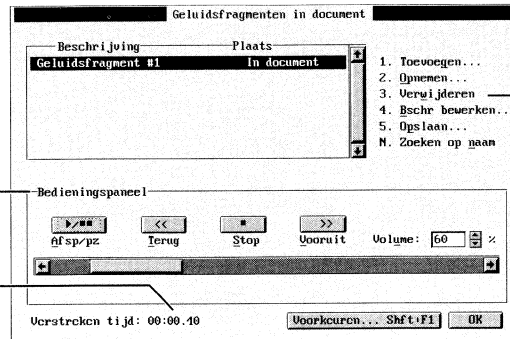 Geluidsfragmenten in document
Beschrijving Plaats
Geluidsfragment #1 In document
1. Toevoegen...
2. Opnemen...
3. Verwijderen
4. Bschr bewerken...
5. Opslaan...
N. Zoeken op naam
Bedieningspaneel
Afsp/pz Terug Stop Vooruit Volume: 60 %
Verstreken tijd: 00:00.10
Voorkeuren... Shft+F1 OK